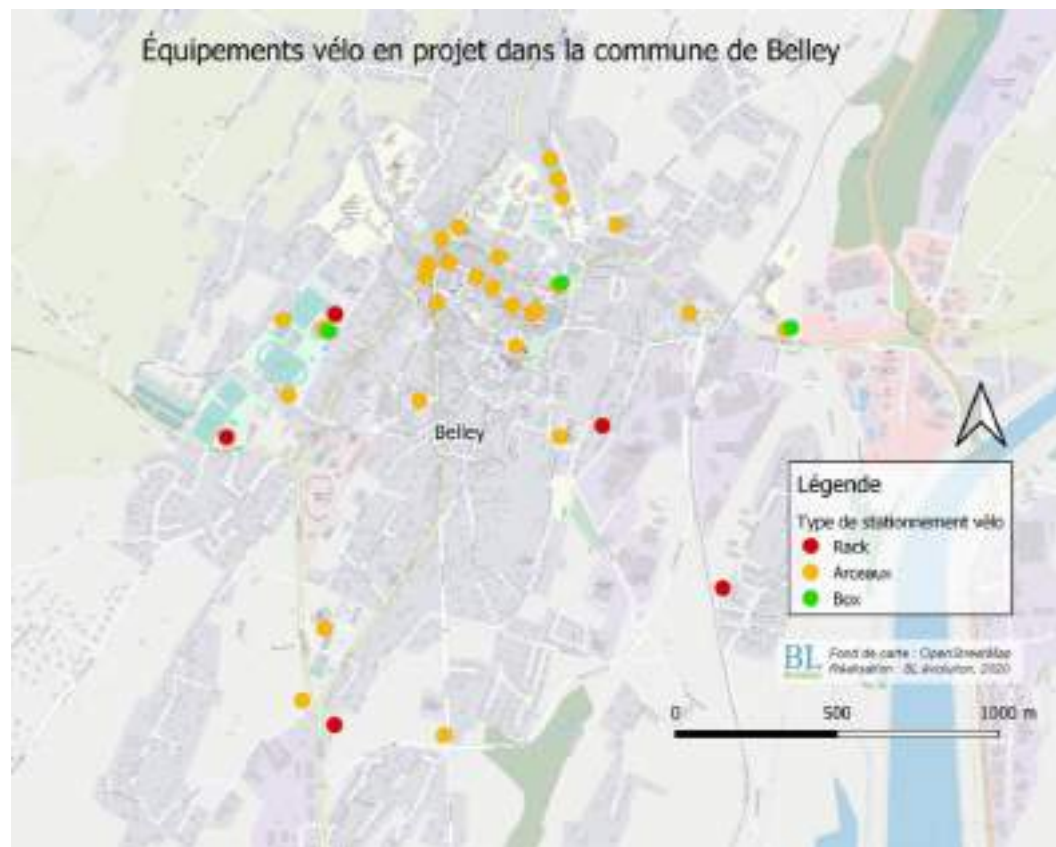 Équipements vélo en projet dans la commune de Belley
Belley
Légende
Type de stationnement vélo
Rack
Arceaux
Box
BL
Fond de carte : OpenStreetMap
Réalisation : BL évolution, 2020
0 500 1000 m